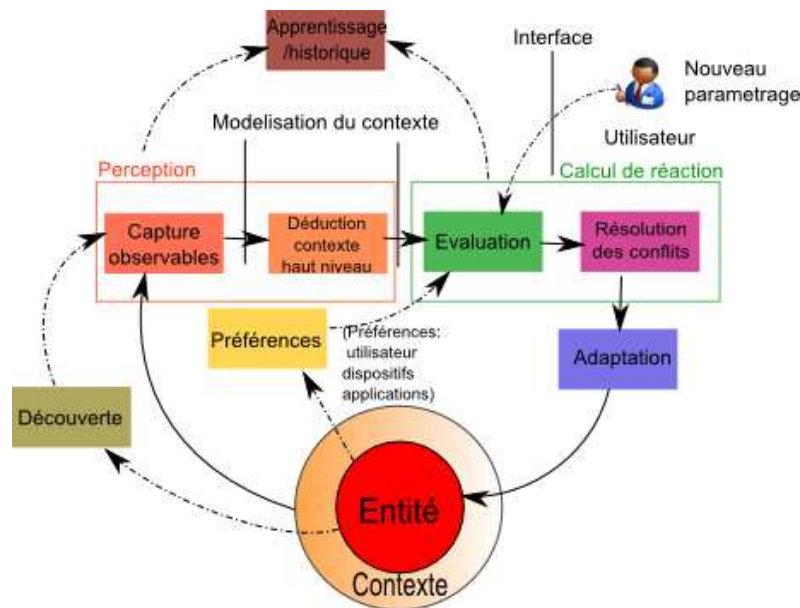 Apprentissage
/historique
Interface
Nouveau
parametrage
Modelisation du contexte
Utilisateur
Perception
Calcul de réaction
Capture
observables
Déduction
contexte
haut niveau
Evaluation
Résolution
des conflits
Préférences
(Préférences:
utilisateur
dispositifs
applications)
Adaptation
Découverte
Entité
Contexte